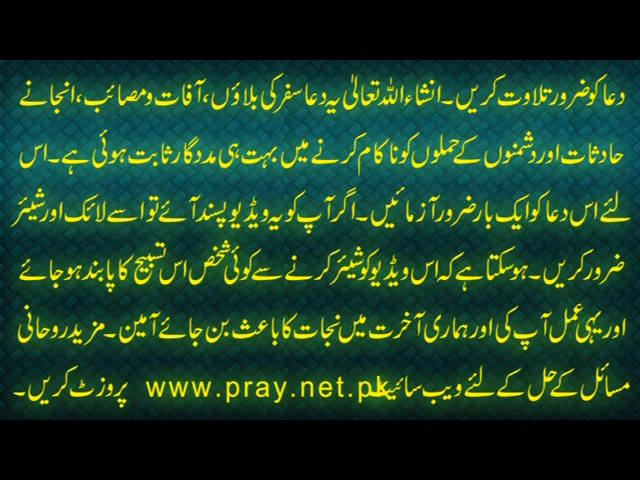 دعا کو ضرور تلاوت کریں۔ انشاء اللہ تعالیٰ یہ دعا سفر کی بلاؤں، آفات و مصائب، انجانے
حادثات اور دشمنوں کے حملوں کو ناکام کرنے میں بہت ہی مددگار ثابت ہوئی ہے۔ اس
لئے اس دعا کو ایک بار ضرور آزمائیں۔ اگر آپ کو یہ ویڈیو پسند آئے تو اسے لائک اور شیئر
ضرور کریں۔ ہو سکتا ہے کہ اس ویڈیو کو شیئر کرنے سے کوئی شخص اس تسبیح کا پابند ہو جائے
اور یہی عمل آپ کی اور ہماری آخرت میں نجات کا باعث بن جائے آمین۔ مزید روحانی
مسائل کے حل کے لئے ویب سائیٹ www.pray.net.pk پر وزٹ کریں۔